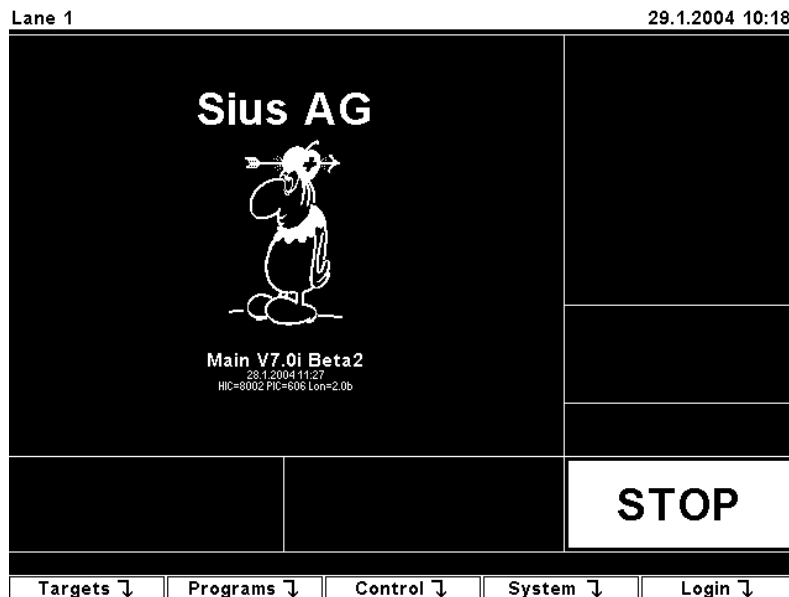 Lane 1 29.1.2004 10:18
Sius AG
Main V7.0i Beta2
28.1.2004 11:27
HIC=8002 PIC=606 Lon=2.0b
STOP
Targets Programs Control System Login